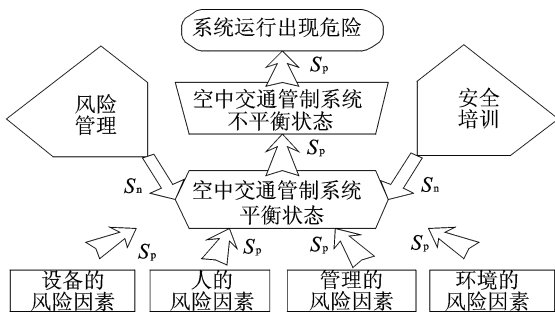 系统运行出现危险
Sp
风险
管理
空中交通管制系统
不平衡状态
安全
培训
Sp
Sn
空中交通管制系统
平衡状态
Sn
Sp
Sp
Sp
Sp
设备的
风险因素
人的
风险因素
管理的
风险因素
环境的
风险因素